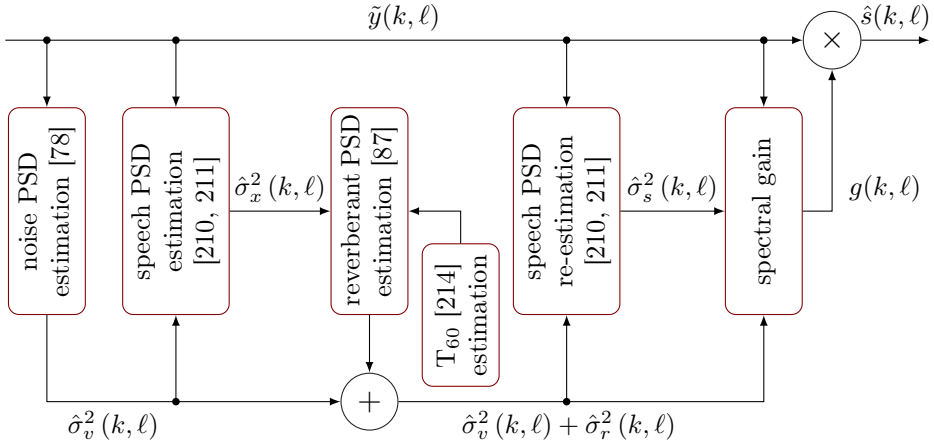 ỹ(k, ℓ)
ŝ(k, ℓ)
×
noise PSD
estimation [78]
speech PSD
estimation
[210, 211]
σ̂²ₓ (k, ℓ)
reverberant PSD
estimation [87]
T₆₀ [214]
estimation
speech PSD
re-estimation
[210, 211]
σ̂²ₛ (k, ℓ)
spectral gain
g(k, ℓ)
σ̂²ᵥ (k, ℓ)
+
σ̂²ᵥ (k, ℓ) + σ̂²ᵣ (k, ℓ)